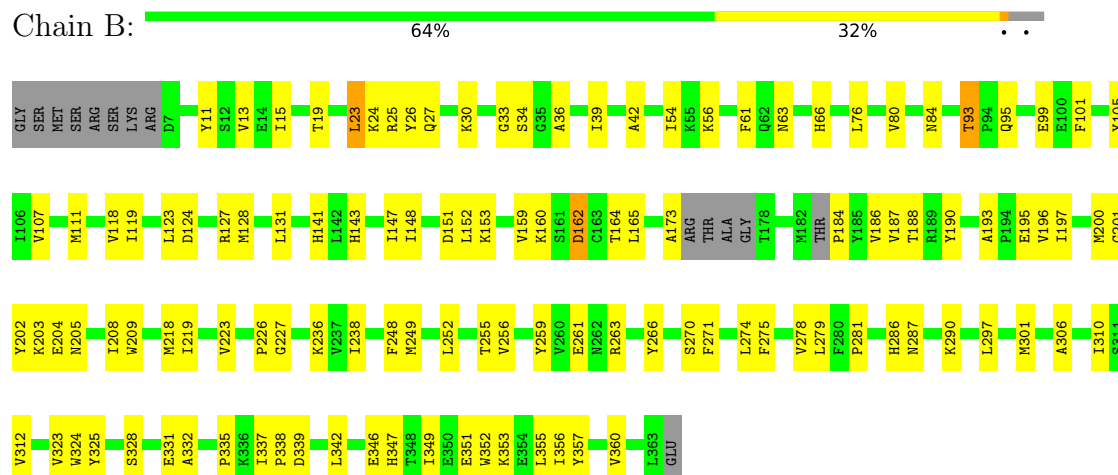 Chain B:
64% 32% • •
GLY SER MET SER ARG SER LYS ARG D7 Y11 S12 V13 E14 I15 T19 L23 K24 R25 Y26 Q27 K30 G33 S34 G35 A36 I39 A42 I54 K55 K56 F61 Q62 N63 H66 L76 V80 N84 T93 P94 Q95 E99 E100 F101 Y105
I106 V107 M111 V118 I119 L123 D124 R127 M128 L131 H141 L142 H143 I147 I148 D151 L152 K153 V159 K160 S161 D162 C163 T164 L165 A173 ARG THR ALA GLY T178 M182 THR P184 Y185 V186 V187 T188 R189 Y190 A193 P194 E195 V196 I197 M200 G201
Y202 K203 E204 N205 I208 W209 M218 I219 V223 P226 G227 K236 V237 I238 F248 M249 L252 T255 V256 Y259 V260 E261 N262 R263 Y266 S270 F271 L274 F275 V278 L279 F280 P281 H286 N287 K290 L297 M301 A306 I310 S311
V312 V323 W324 Y325 S328 E331 A332 P335 K336 I337 P338 D339 L342 E346 H347 T348 I349 E350 E351 W352 K353 E354 L355 I356 Y357 V360 L363 GLU